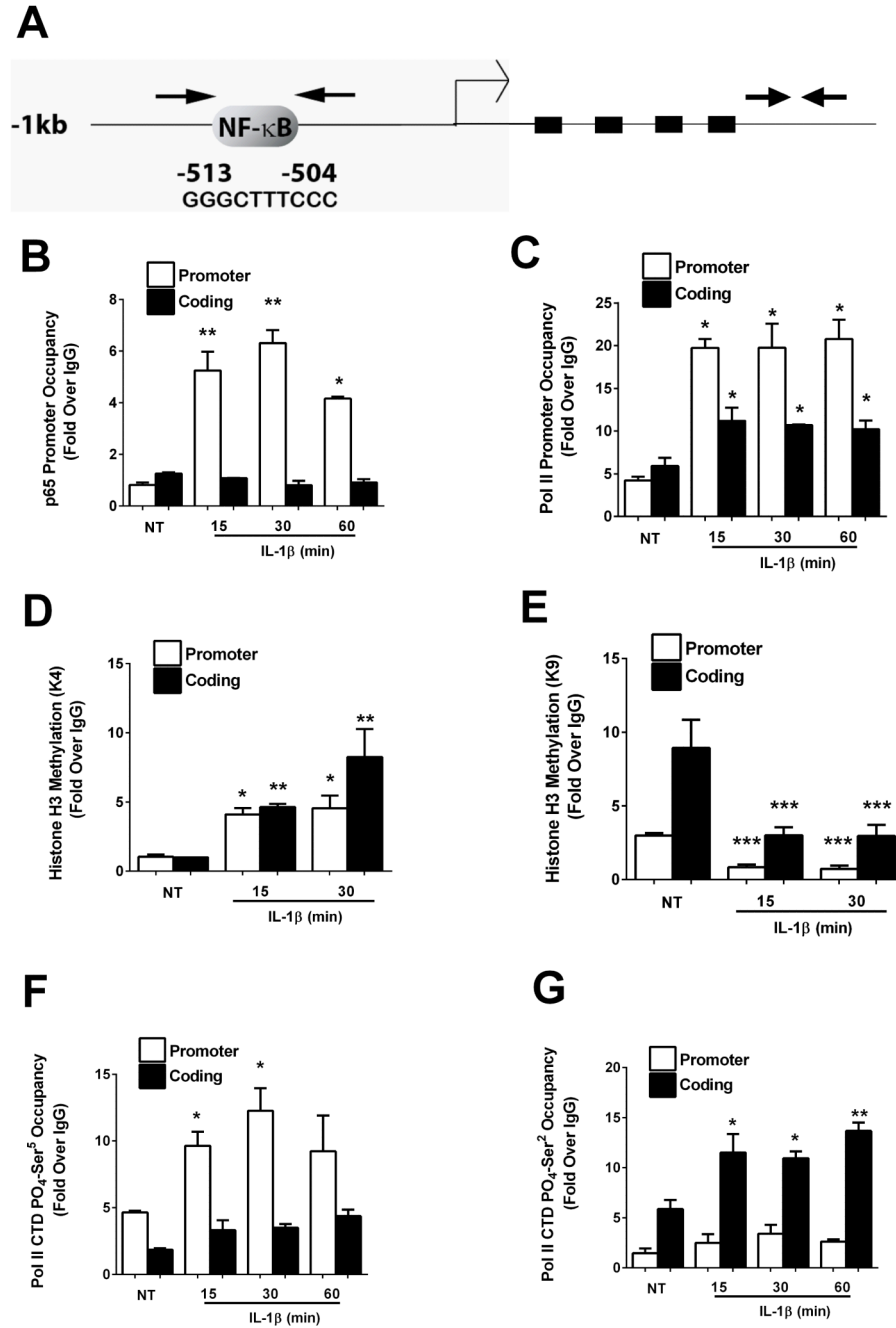 A
-1kb
NF-κB
-513 -504
GGGCTTTCCC
B
Promoter
Coding
p65 Promoter Occupancy
(Fold Over IgG)
8
6
4
2
0
** ** *
NT 15 30 60
IL-1β (min)
C
Promoter
Coding
Pol II Promoter Occupancy
(Fold Over IgG)
25
20
15
10
5
0
* * * * * *
NT 15 30 60
IL-1β (min)
D
Promoter
Coding
Histone H3 Methylation (K4)
(Fold Over IgG)
15
10
5
0
* ** * **
NT 15 30
IL-1β (min)
E
Promoter
Coding
Histone H3 Methylation (K9)
(Fold Over IgG)
15
10
5
0
*** *** *** ***
NT 15 30
IL-1β (min)
F
Promoter
Coding
Pol II CTD PO₄-Ser⁵ Occupancy
(Fold Over IgG)
15
10
5
0
* *
NT 15 30 60
IL-1β (min)
G
Promoter
Coding
Pol II CTD PO₄-Ser² Occupancy
(Fold Over IgG)
20
15
10
5
0
* * **
NT 15 30 60
IL-1β (min)